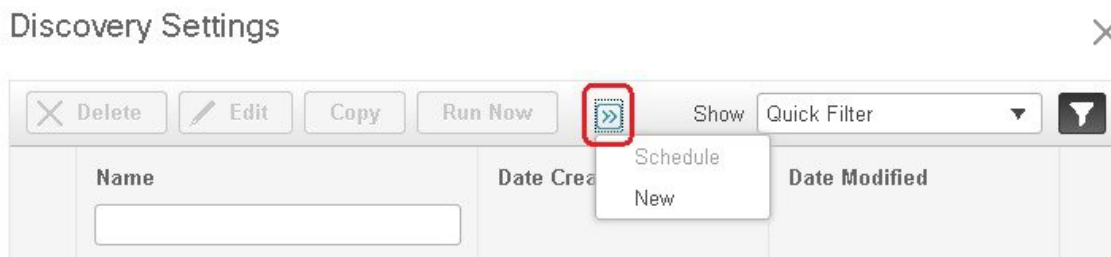 Discovery Settings
Delete Edit Copy Run Now Show Quick Filter
Schedule
Name Date Crea Date Modified
New